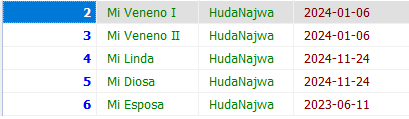 2 Mi Veneno I HudaNajwa 2024-01-06
3 Mi Veneno II HudaNajwa 2024-01-06
4 Mi Linda HudaNajwa 2024-11-24
5 Mi Diosa HudaNajwa 2024-11-24
6 Mi Esposa HudaNajwa 2023-06-11